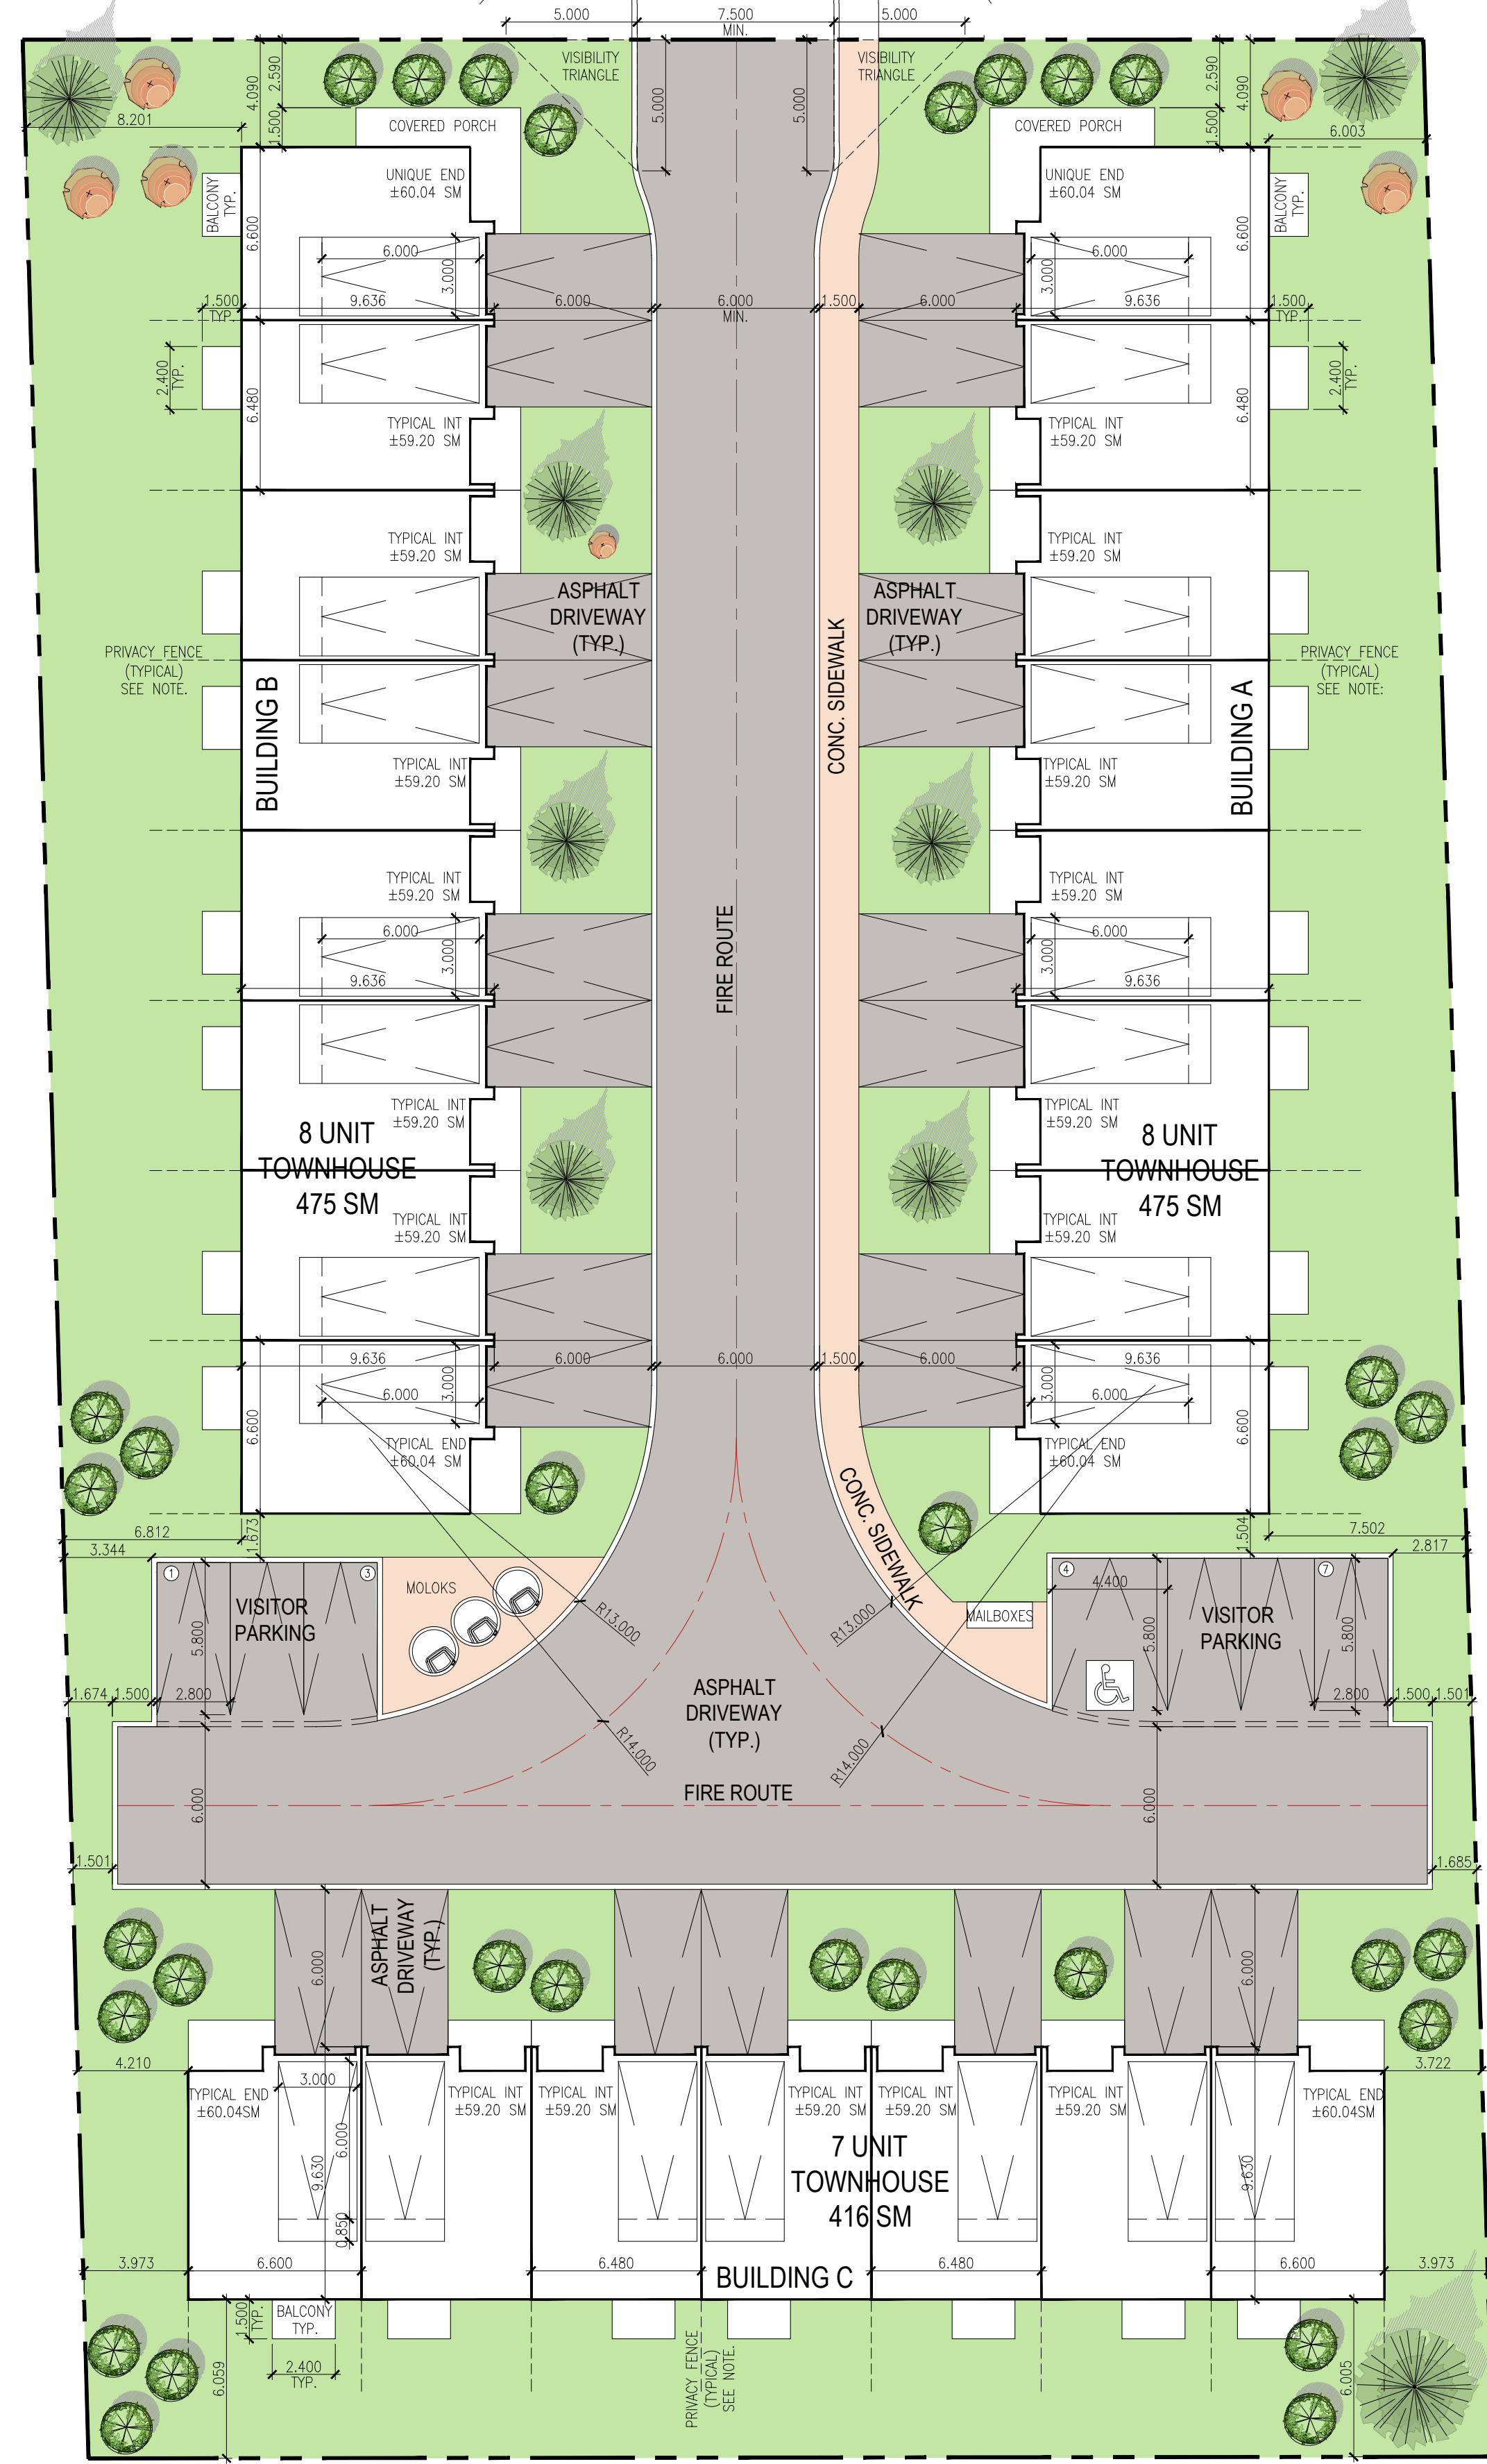 5.000
7.500
MIN.
5.000
VISIBILITY
TRIANGLE
VISIBILITY
TRIANGLE
4.090
2.590
1.500
5.000
5.000
2.590
4.090
1.500
8.201
COVERED PORCH
COVERED PORCH
6.003
UNIQUE END
±60.04 SM
UNIQUE END
±60.04 SM
BALCONY
TYP.
BALCONY
TYP.
6.600
6.600
6.000
3.000
6.000
3.000
1.500
TYP.
9.636
6.000
6.000
MIN.
1.500
6.000
9.636
1.500
TYP.
2.400
TYP.
2.400
TYP.
6.480
6.480
TYPICAL INT
±59.20 SM
TYPICAL INT
±59.20 SM
TYPICAL INT
±59.20 SM
TYPICAL INT
±59.20 SM
ASPHALT
DRIVEWAY
(TYP.)
ASPHALT
DRIVEWAY
(TYP.)
CONC. SIDEWALK
PRIVACY FENCE
(TYPICAL)
SEE NOTE.
PRIVACY FENCE
(TYPICAL)
SEE NOTE:
BUILDING B
BUILDING A
TYPICAL INT
±59.20 SM
TYPICAL INT
±59.20 SM
TYPICAL INT
±59.20 SM
TYPICAL INT
±59.20 SM
FIRE ROUTE
6.000
3.000
6.000
3.000
9.636
9.636
TYPICAL INT
±59.20 SM
TYPICAL INT
±59.20 SM
8 UNIT
TOWNHOUSE
475 SM
8 UNIT
TOWNHOUSE
475 SM
TYPICAL INT
±59.20 SM
TYPICAL INT
±59.20 SM
9.636
6.000
6.000
1.500
6.000
9.636
6.000
3.000
3.000
6.000
6.600
6.600
TYPICAL END
±60.04 SM
TYPICAL END
±60.04 SM
CONC. SIDEWALK
6.812
1.673
1.504
7.502
3.344
2.817
1
3
MOLOKS
4
7
4.400
VISITOR
PARKING
VISITOR
PARKING
5.800
5.800
5.800
R13.000
R13.000
MAILBOXES
1.674
1.500
2.800
2.800
1.500
1.501
ASPHALT
DRIVEWAY
(TYP.)
R14.000
R14.000
FIRE ROUTE
6.000
6.000
1.501
1.685
ASPHALT
DRIVEWAY
(TYP.)
6.000
6.000
4.210
3.722
TYPICAL END
±60.04SM
3.000
TYPICAL INT
±59.20 SM
TYPICAL INT
±59.20 SM
TYPICAL INT
±59.20 SM
TYPICAL INT
±59.20 SM
TYPICAL INT
±59.20 SM
TYPICAL END
±60.04SM
6.000
9.630
0.850
9.630
7 UNIT
TOWNHOUSE
416 SM
3.973
6.600
6.480
BUILDING C
6.480
6.600
3.973
1.500
TYP.
BALCONY
TYP.
2.400
TYP.
6.059
PRIVACY FENCE
(TYPICAL)
SEE NOTE.
6.005